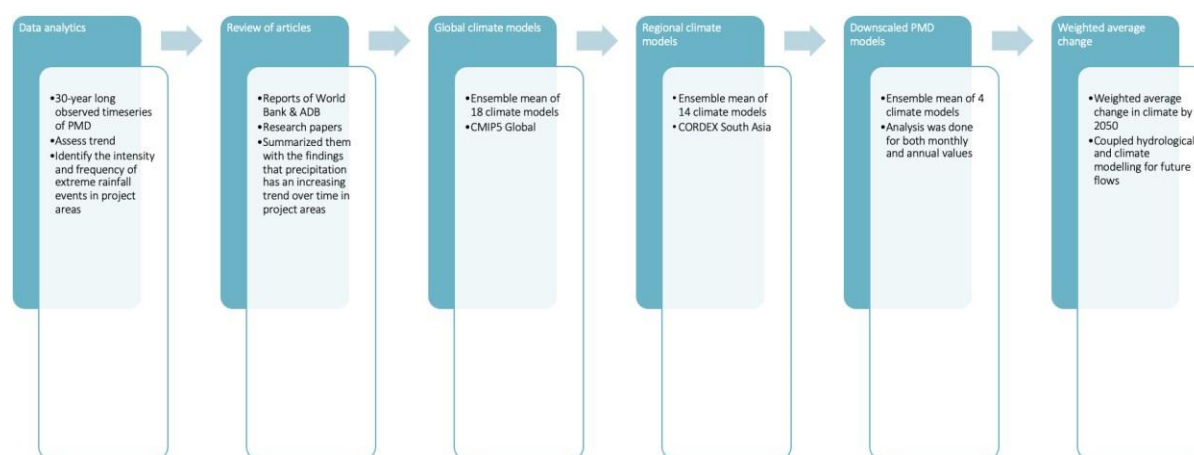 Data analytics
•30-year long
observed timeseries
of PMD
•Assess trend
•Identify the intensity
and frequency of
extreme rainfall
events in project
areas
Review of articles
•Reports of World
Bank & ADB
•Research papers
•Summarized them
with the findings
that precipitation
has an increasing
trend over time in
project areas
Global climate models
•Ensemble mean of
18 climate models
•CMIP5 Global
Regional climate
models
• Ensemble mean of
14 climate models
• CORDEX South Asia
Downscaled PMD
models
•Ensemble mean of 4
climate models
•Analysis was done
for both monthly
and annual values
Weighted average
change
•Weighted average
change in climate by
2050
•Coupled hydrological
and climate
modelling for future
flows